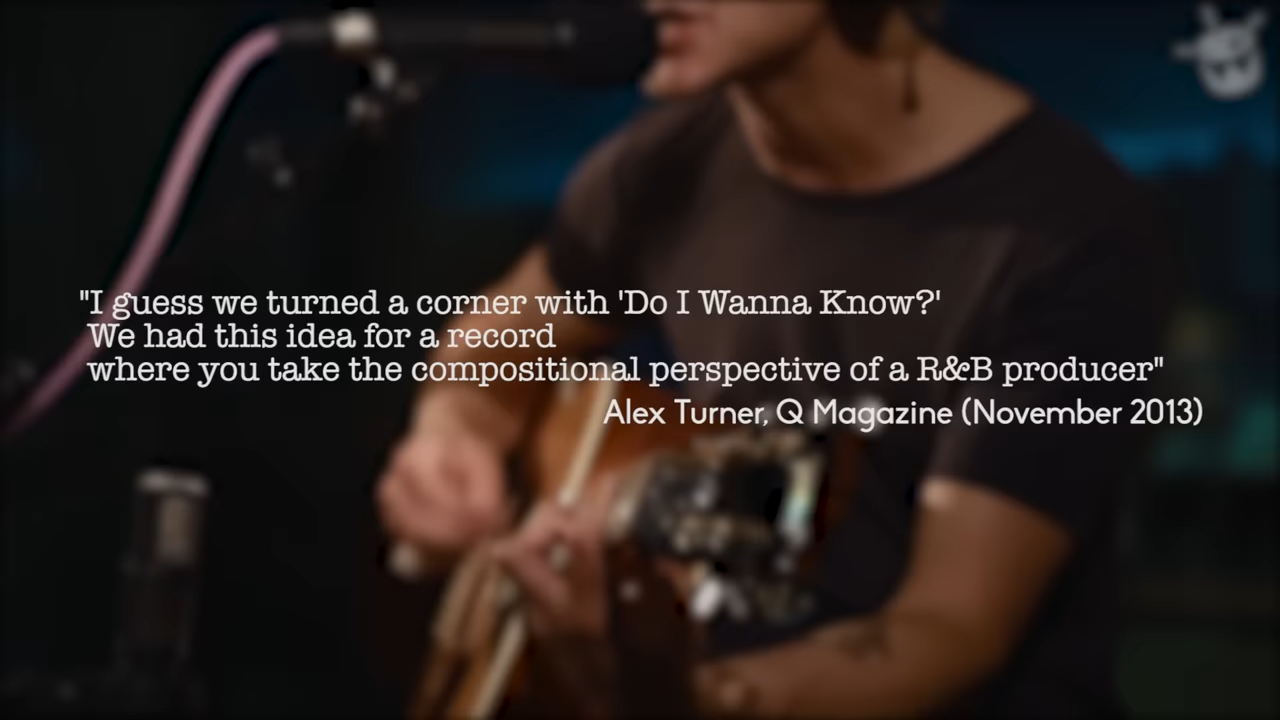 "I guess we turned a corner with 'Do I Wanna Know?'
We had this idea for a record
where you take the compositional perspective of a R&B producer"
Alex Turner, Q Magazine (November 2013)